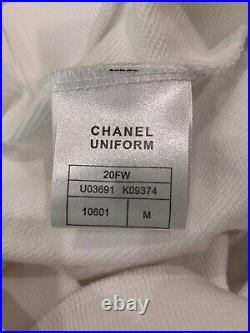 CHANEL
UNIFORM
20FW
U03691 K09374
10601 M